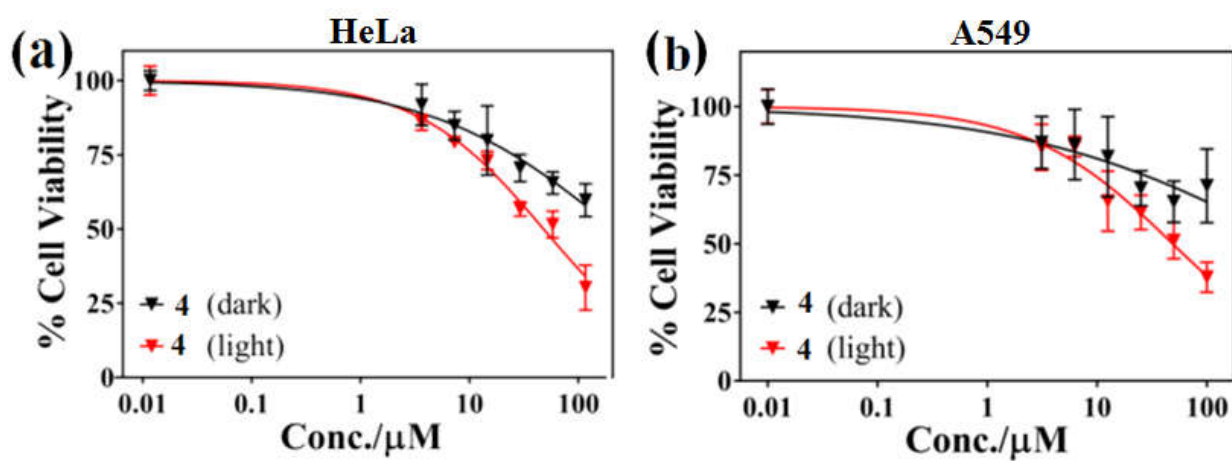 (a)
HeLa
% Cell Viability
100
75
50
25
0
4 (dark)
4 (light)
0.01 0.1 1 10 100
Conc./μM
(b)
A549
% Cell Viability
100
75
50
25
0
4 (dark)
4 (light)
0.01 0.1 1 10 100
Conc./μM